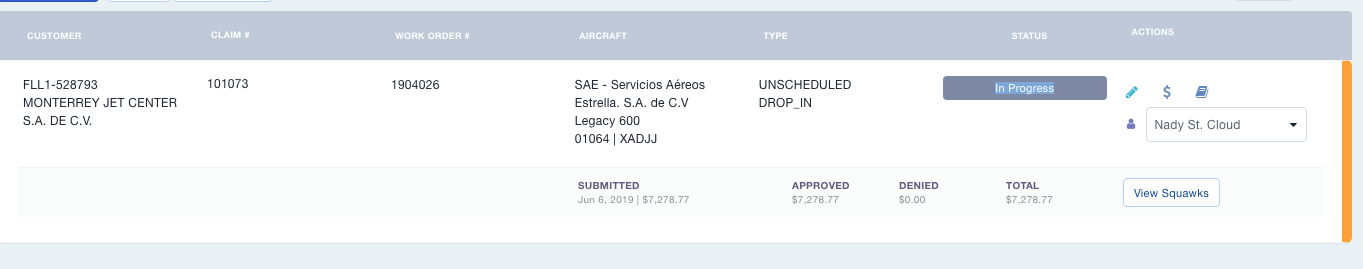 CUSTOMER CLAIM # WORK ORDER # AIRCRAFT TYPE STATUS ACTIONS
FLL1-528793
MONTERREY JET CENTER
S.A. DE C.V.
101073
1904026
SAE - Servicios Aéreos
Estrella. S.A. de C.V
Legacy 600
01064 | XADJJ
UNSCHEDULED
DROP_IN
In Progress
$
Nady St. Cloud
SUBMITTED
Jun 6, 2019 | $7,278.77
APPROVED
$7,278.77
DENIED
$0.00
TOTAL
$7,278.77
View Squawks